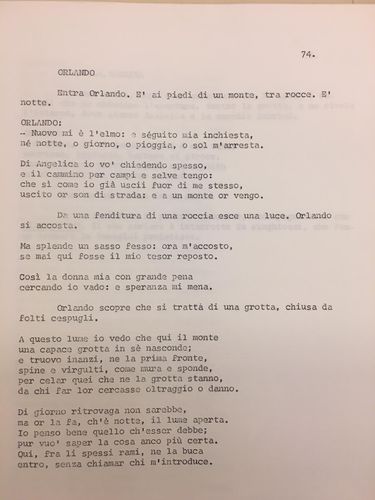 74.
ORLANDO
Entra Orlando. E' ai piedi di un monte, tra rocce. E'
notte.
ORLANDO:
— Nuovo mi è l'elmo: e séguito mia inchiesta,
né notte, o giorno, o pioggia, o sol m'arresta.
Di Angelica io vo' chiedendo spesso,
e il cammino per campi e selve tengo:
che sì come io già uscii fuor di me stesso,
uscito or son di strada: e a un monte or vengo.
Da una fenditura di una roccia esce una luce. Orlando
si accosta.
Ma splende un sasso fesso: ora m'accosto,
se mai qui fosse il mio tesor reposto.
Così la donna mia con grande pena
cercando io vado: e speranza mi mena.
Orlando scopre che si trattà di una grotta, chiusa da
folti cespugli.
A questo lume io vedo che quì il monte
una capace grotta in sè nasconde;
e truovo inanzi, ne la prima fronte,
spine e virgulti, come mura e sponde,
per celar quei che ne la grotta stanno,
da chi far lor cercasse oltraggio o danno.
Di giorno ritrovaga non sarebbe,
ma or la fa, ch'è notte, il lume aperta.
Io penso bene quello ch'esser debbe;
pur vuo' saper la cosa anco più certa.
Qui, fra li spessi rami, ne la buca
entro, senza chiamar chi m'introduce.